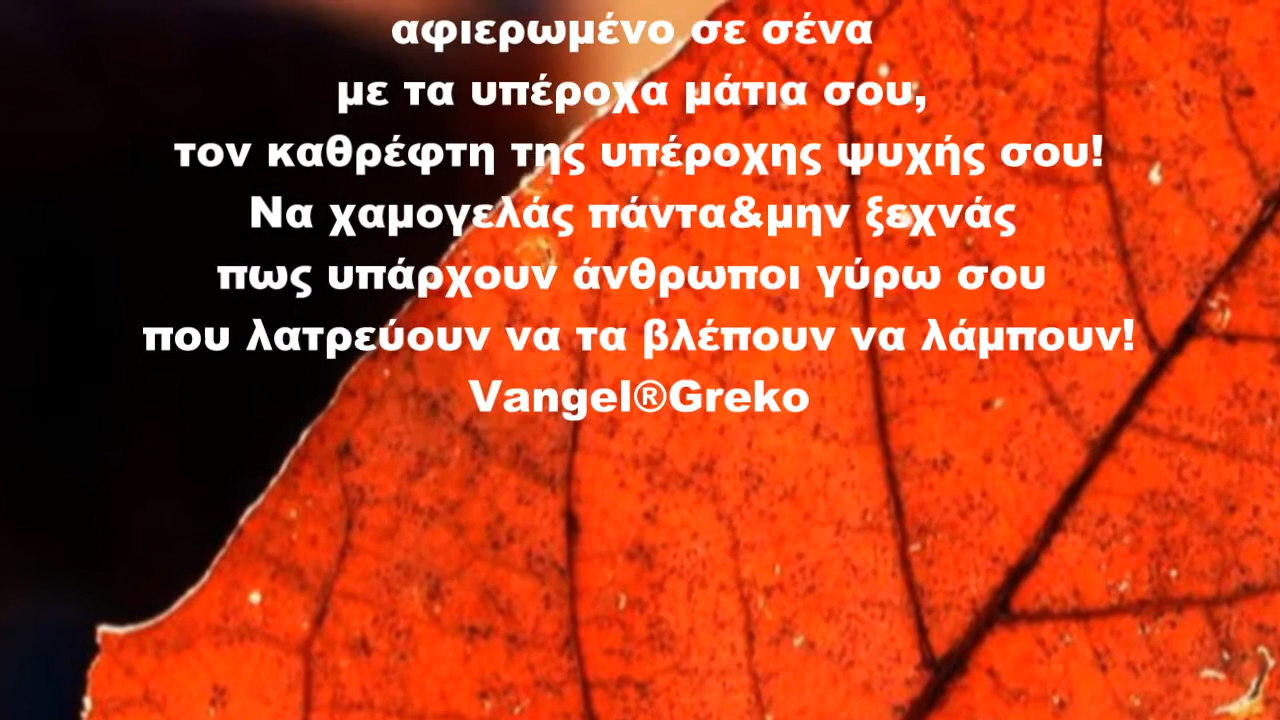 αφιερωμένο σε σένα
με τα υπέροχα μάτια σου,
τον καθρέφτη της υπέροχης ψυχής σου!
Να χαμογελάς πάντα&μην ξεχνάς
πως υπάρχουν άνθρωποι γύρω σου
που λατρεύουν να τα βλέπουν να λάμπουν!
Vangel®Greko